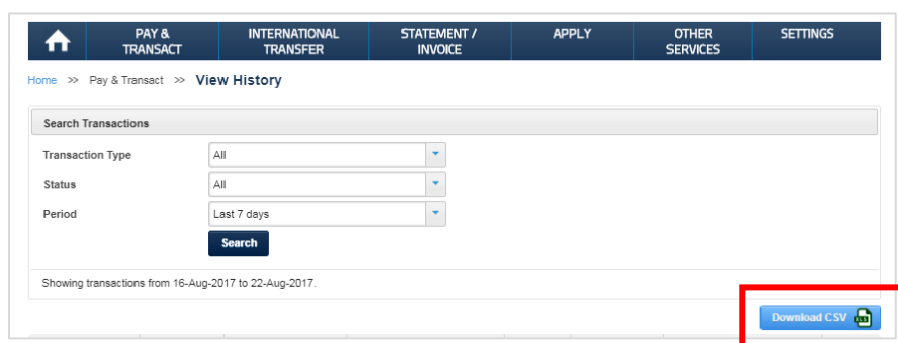 PAY & TRANSACT
INTERNATIONAL TRANSFER
STATEMENT / INVOICE
APPLY
OTHER SERVICES
SETTINGS
Home >> Pay & Transact >> View History
Search Transactions
Transaction Type All
Status All
Period Last 7 days
Search
Showing transactions from 16-Aug-2017 to 22-Aug-2017.
Download CSV XLS